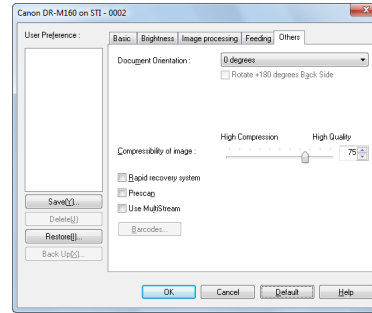 Canon DR-M160 on STI - 0002
User Preference :
Basic Brightness Image processing Feeding Others
Document Orientation :
0 degrees
Rotate +180 degrees Back Side
High Compression High Quality
Compressibility of image :
75
Rapid recovery system
Prescan
Use MultiStream
Barcodes...
Save(Y)...
Delete(J)
Restore(I)...
Back Up(K)...
OK Cancel Default Help